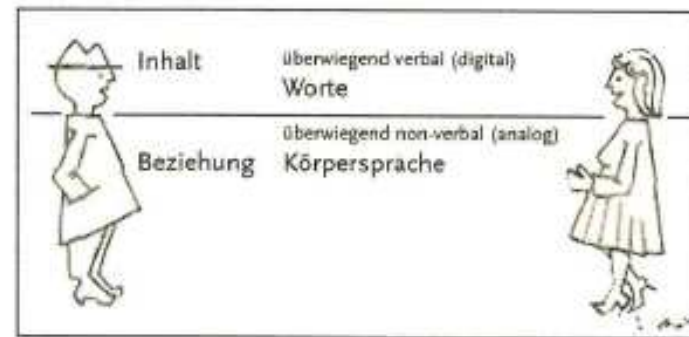 Inhalt
überwiegend verbal (digital)
Worte
überwiegend non-verbal (analog)
Beziehung
Körpersprache